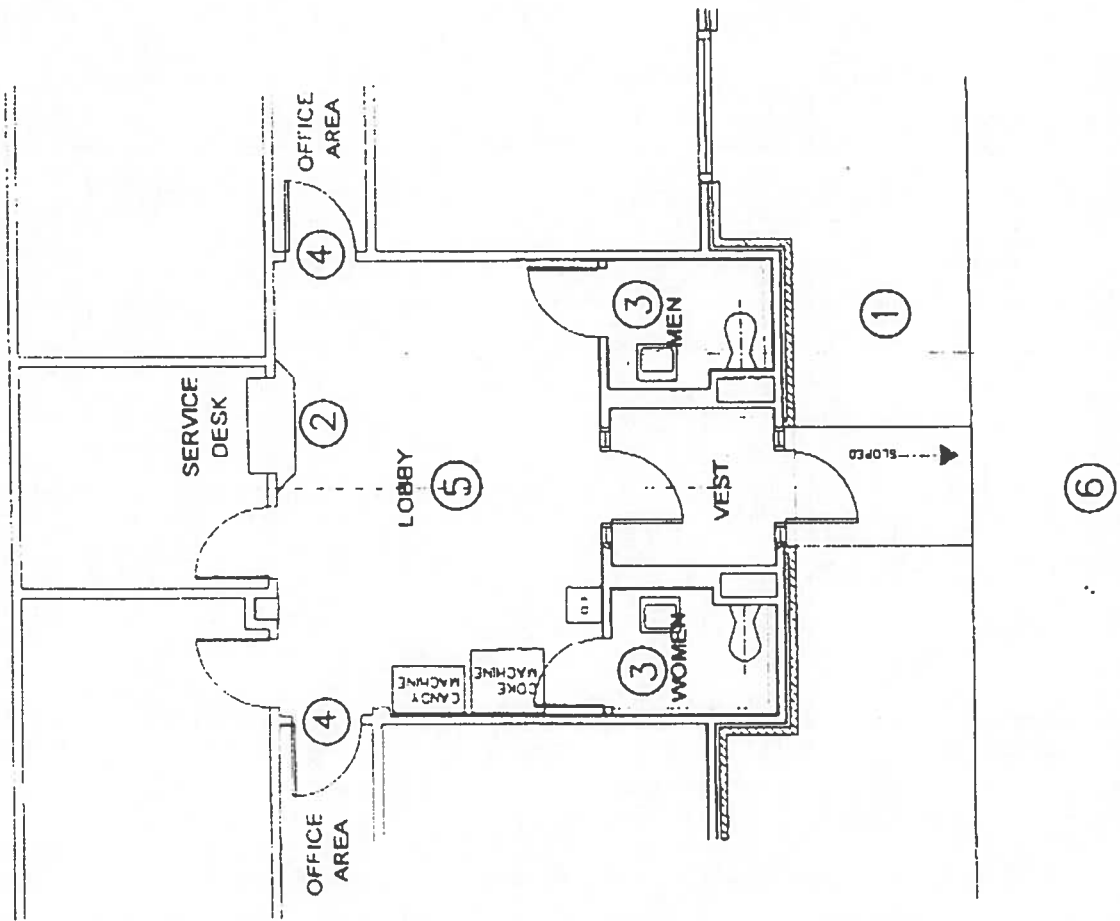 OFFICE
AREA
4
SERVICE
DESK
2
LOBBY
5
3
MEN
1
VEST
SLOPED
6
CANDY
MACHINE
COKE
MACHINE
3
WOMEN
4
OFFICE
AREA